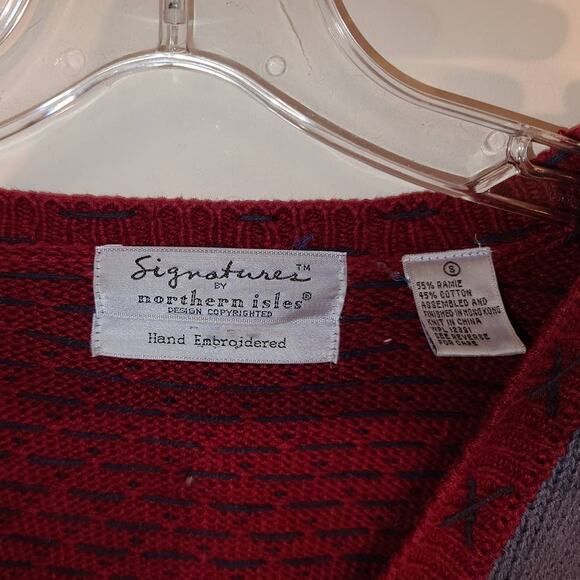 Signatures™
BY
northern isles®
DESIGN COPYRIGHTED
Hand Embroidered
S
55% RAMIE
45% COTTON
ASSEMBLED AND
FINISHED IN HONG KONG
KNIT IN CHINA
SEE REVERSE
FOR CARE